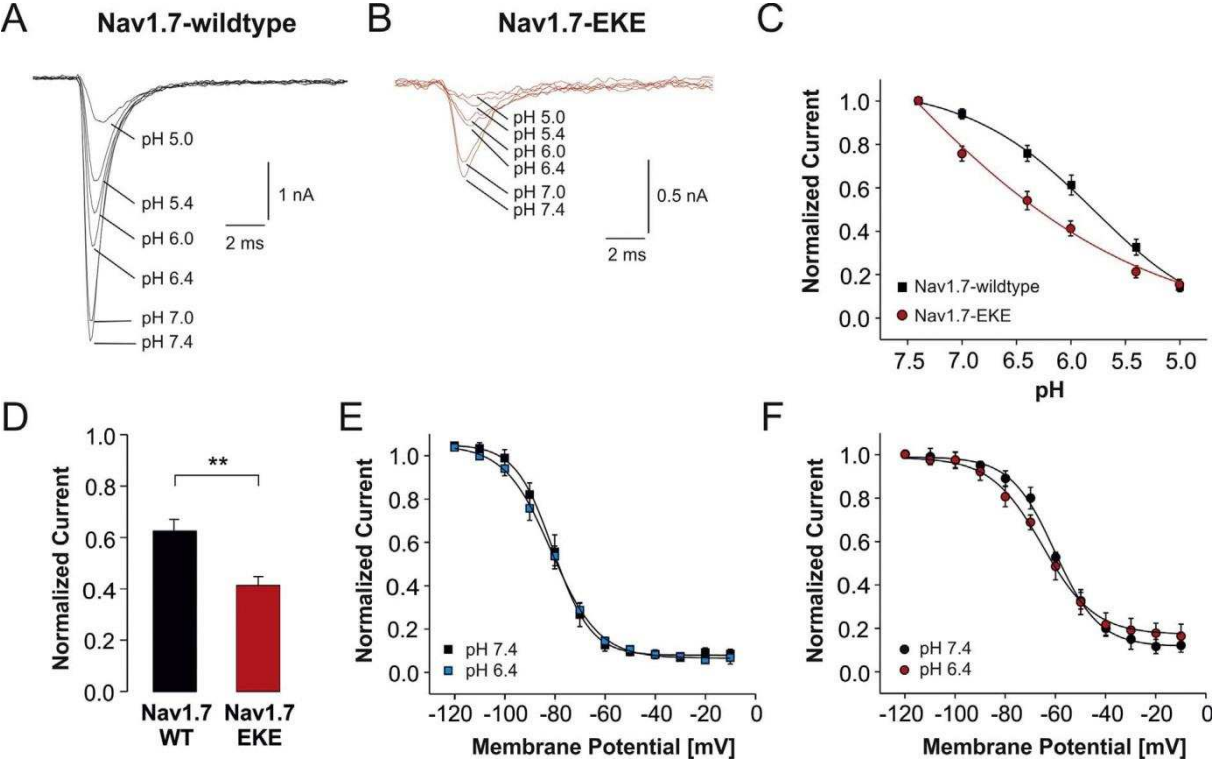 A
Nav1.7-wildtype
pH 5.0
pH 5.4
pH 6.0
pH 6.4
pH 7.0
pH 7.4
1 nA
2 ms
B
Nav1.7-EKE
pH 5.0
pH 5.4
pH 6.0
pH 6.4
pH 7.0
pH 7.4
0.5 nA
2 ms
C
Normalized Current
1.0
0.8
0.6
0.4
0.2
0.0
Nav1.7-wildtype
Nav1.7-EKE
7.5 7.0 6.5 6.0 5.5 5.0
pH
D
Normalized Current
1.0
0.8
0.6
0.4
0.2
0.0
**
Nav1.7 Nav1.7
WT EKE
E
Normalized Current
1.0
0.8
0.6
0.4
0.2
0.0
pH 7.4
pH 6.4
-120 -100 -80 -60 -40 -20 0
Membrane Potential [mV]
F
Normalized Current
1.0
0.8
0.6
0.4
0.2
0.0
pH 7.4
pH 6.4
-120 -100 -80 -60 -40 -20 0
Membrane Potential [mV]